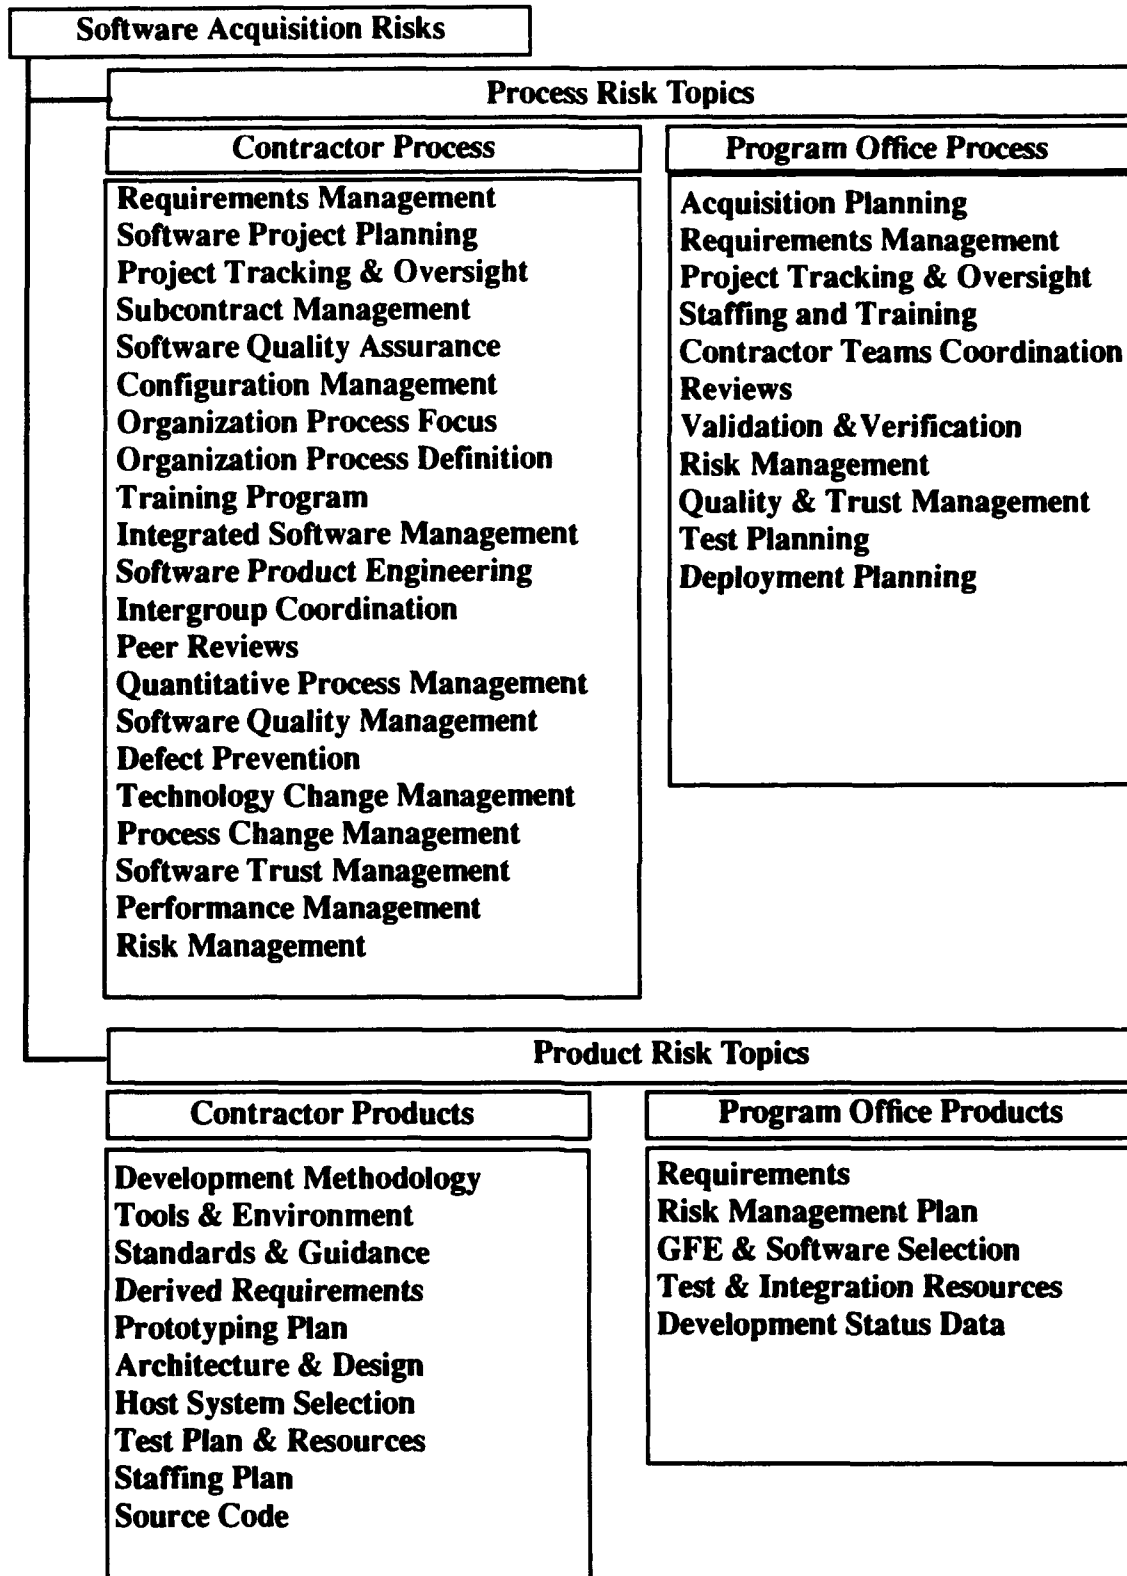 Software Acquisition Risks
Process Risk Topics
Contractor Process
Requirements Management
Software Project Planning
Project Tracking & Oversight
Subcontract Management
Software Quality Assurance
Configuration Management
Organization Process Focus
Organization Process Definition
Training Program
Integrated Software Management
Software Product Engineering
Intergroup Coordination
Peer Reviews
Quantitative Process Management
Software Quality Management
Defect Prevention
Technology Change Management
Process Change Management
Software Trust Management
Performance Management
Risk Management
Program Office Process
Acquisition Planning
Requirements Management
Project Tracking & Oversight
Staffing and Training
Contractor Teams Coordination
Reviews
Validation &Verification
Risk Management
Quality & Trust Management
Test Planning
Deployment Planning
Product Risk Topics
Contractor Products
Development Methodology
Tools & Environment
Standards & Guidance
Derived Requirements
Prototyping Plan
Architecture & Design
Host System Selection
Test Plan & Resources
Staffing Plan
Source Code
Program Office Products
Requirements
Risk Management Plan
GFE & Software Selection
Test & Integration Resources
Development Status Data